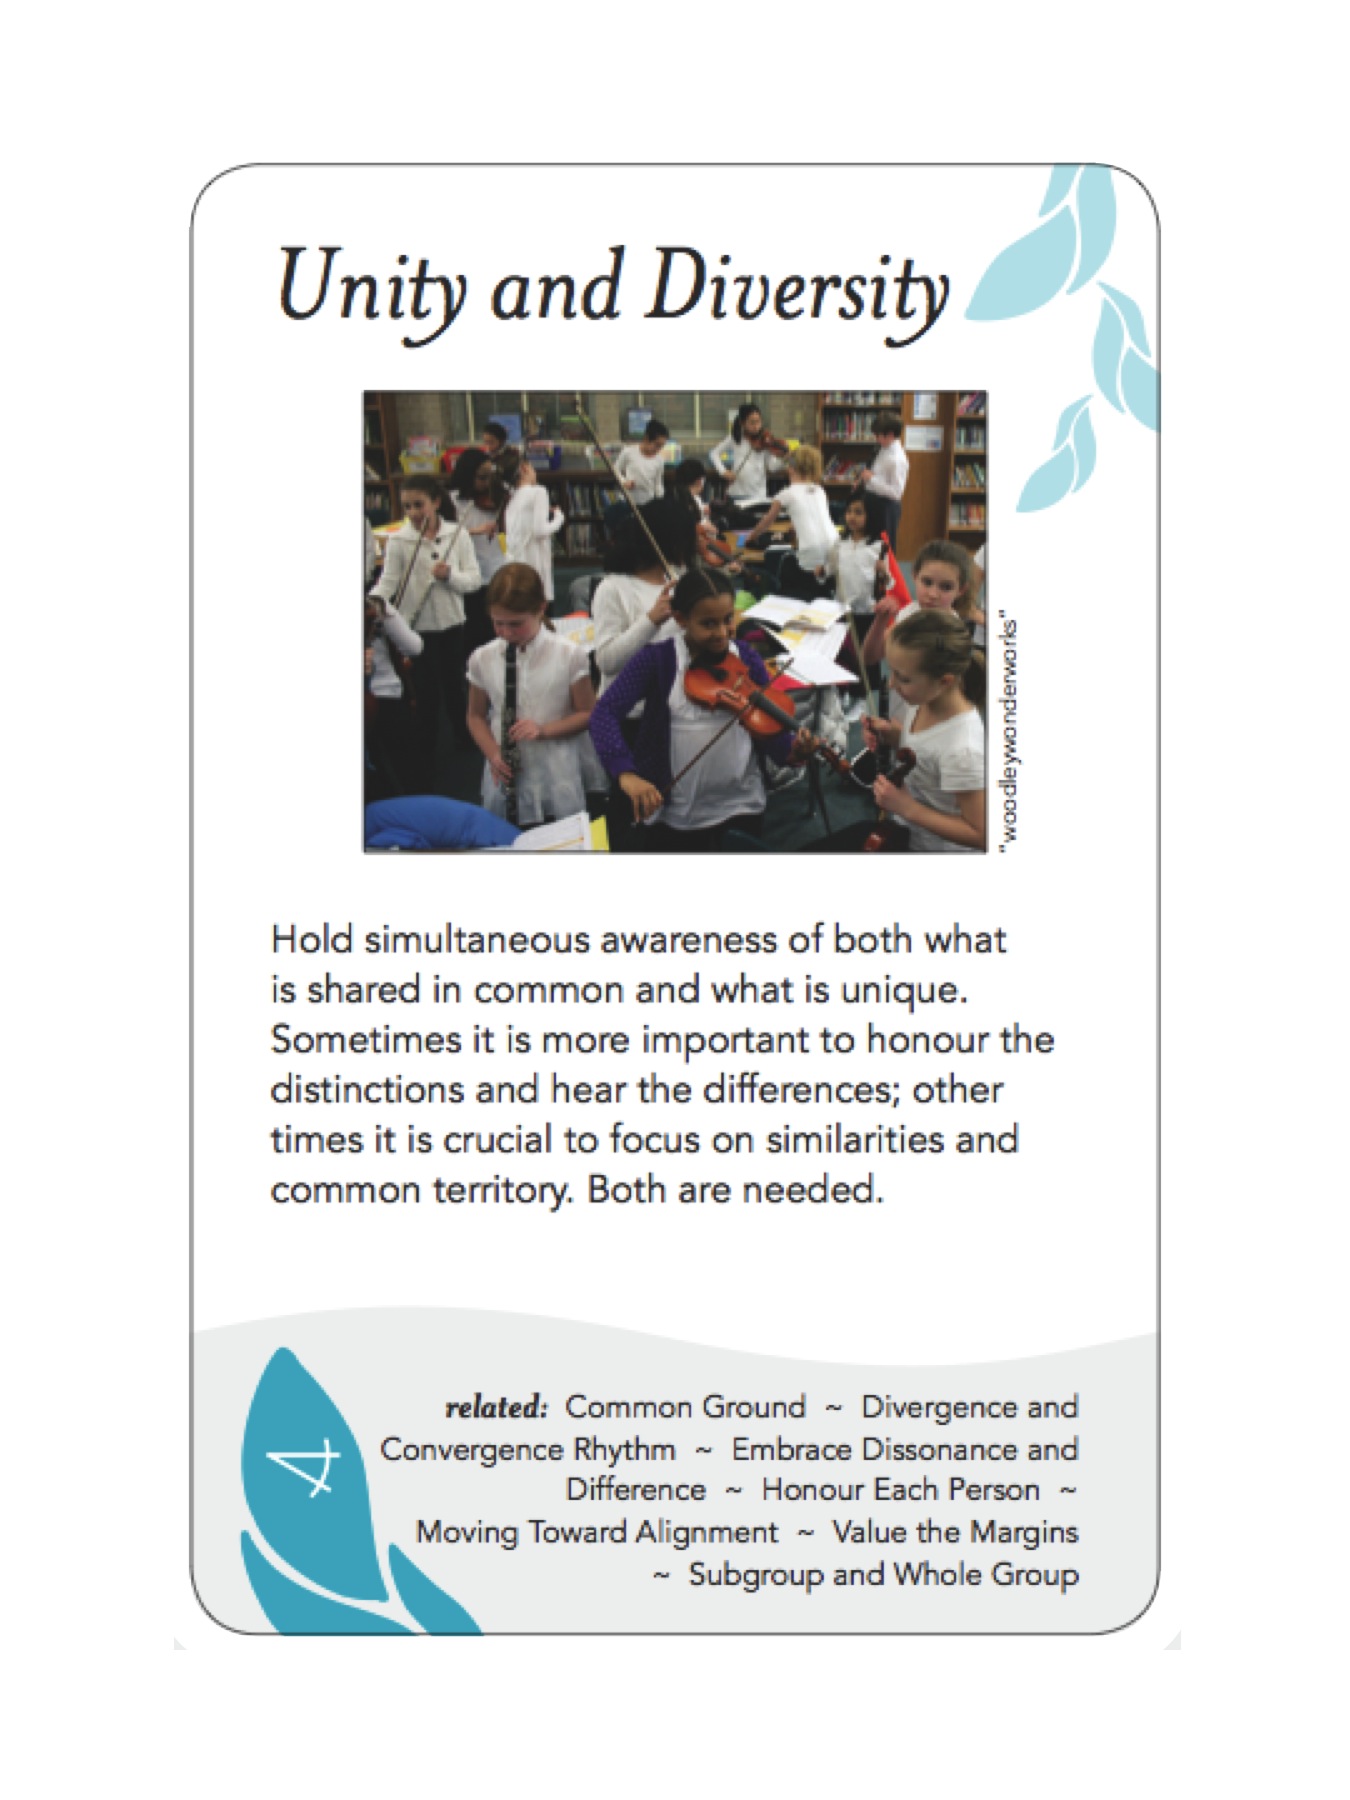 Unity and Diversity
"woodleywonderworks"
Hold simultaneous awareness of both what
is shared in common and what is unique.
Sometimes it is more important to honour the
distinctions and hear the differences; other
times it is crucial to focus on similarities and
common territory. Both are needed.
related: Common Ground ~ Divergence and
Convergence Rhythm ~ Embrace Dissonance and
Difference ~ Honour Each Person ~
Moving Toward Alignment ~ Value the Margins
~ Subgroup and Whole Group